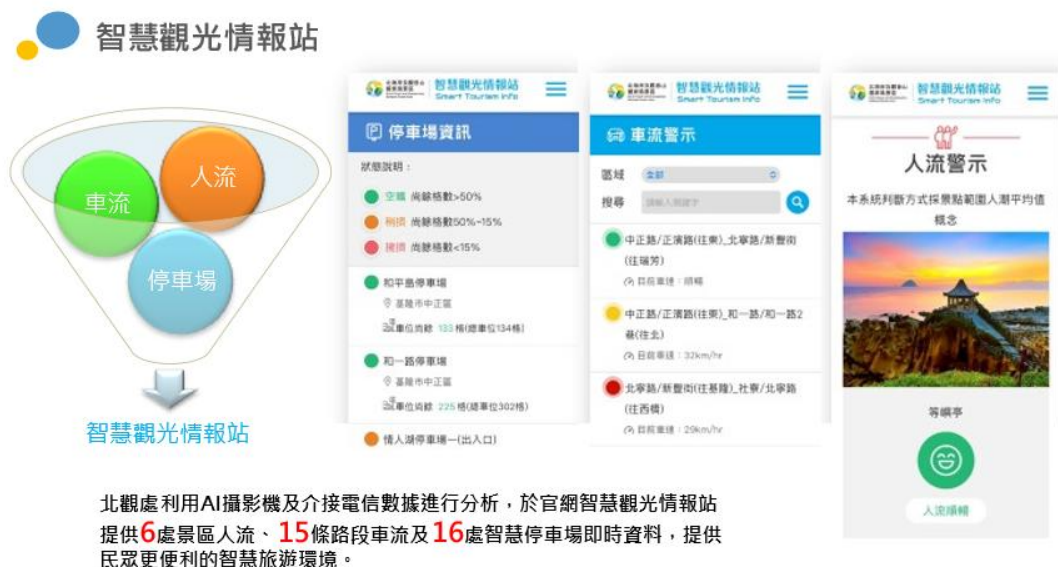 智慧觀光情報站
車流
人流
停車場
智慧觀光情報站
智慧觀光情報站
Smart Tourism Info
停車場資訊
狀態說明：
空曠 尚餘格數>50%
稍擠 尚餘格數50%~15%
擁擠 尚餘格數<15%
和平島停車場
基隆市中正區
車位尚餘 133 格(總車位134格)
和一路停車場
基隆市中正區
車位尚餘 225 格(總車位302格)
情人湖停車場—(出入口)
智慧觀光情報站
Smart Tourism Info
車流警示
區域 全部
搜尋 請輸入關鍵字
中正路/正濱路(往東)_北寧路/新豐街
(往瑞芳)
目前車速：順暢
中正路/正濱路(往東)_和一路/和一路2
巷(往北)
目前車速：32km/hr
北寧路/新豐街(往基隆)_社寮/北寧路
(往西橋)
目前車速：29km/hr
智慧觀光情報站
Smart Tourism Info
人流警示
本系統判斷方式採景點範圍人潮平均值
概念
等嶼亭
人流順暢
北觀處利用AI攝影機及介接電信數據進行分析，於官網智慧觀光情報站
提供6處景區人流、15條路段車流及16處智慧停車場即時資料，提供
民眾更便利的智慧旅遊環境。